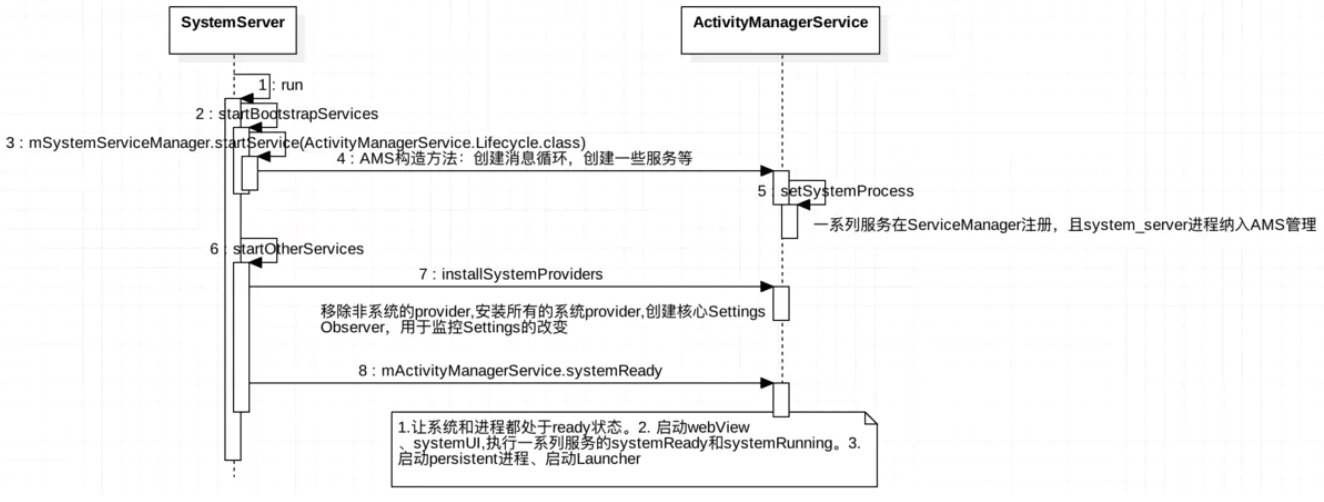 SystemServer
ActivityManagerService
1 : run
2 : startBootstrapServices
3 : mSystemServiceManager.startService(ActivityManagerService.Lifecycle.class)
4 : AMS构造方法：创建消息循环，创建一些服务等
5 : setSystemProcess
一系列服务在ServiceManager注册，且system_server进程纳入AMS管理
6 : startOtherServices
7 : installSystemProviders
移除非系统的provider,安装所有的系统provider,创建核心Settings
Observer，用于监控Settings的改变
8 : mActivityManagerService.systemReady
1.让系统和进程都处于ready状态。2. 启动webView
、systemUI,执行一系列服务的systemReady和systemRunning。3.
启动persistent进程、启动Launcher